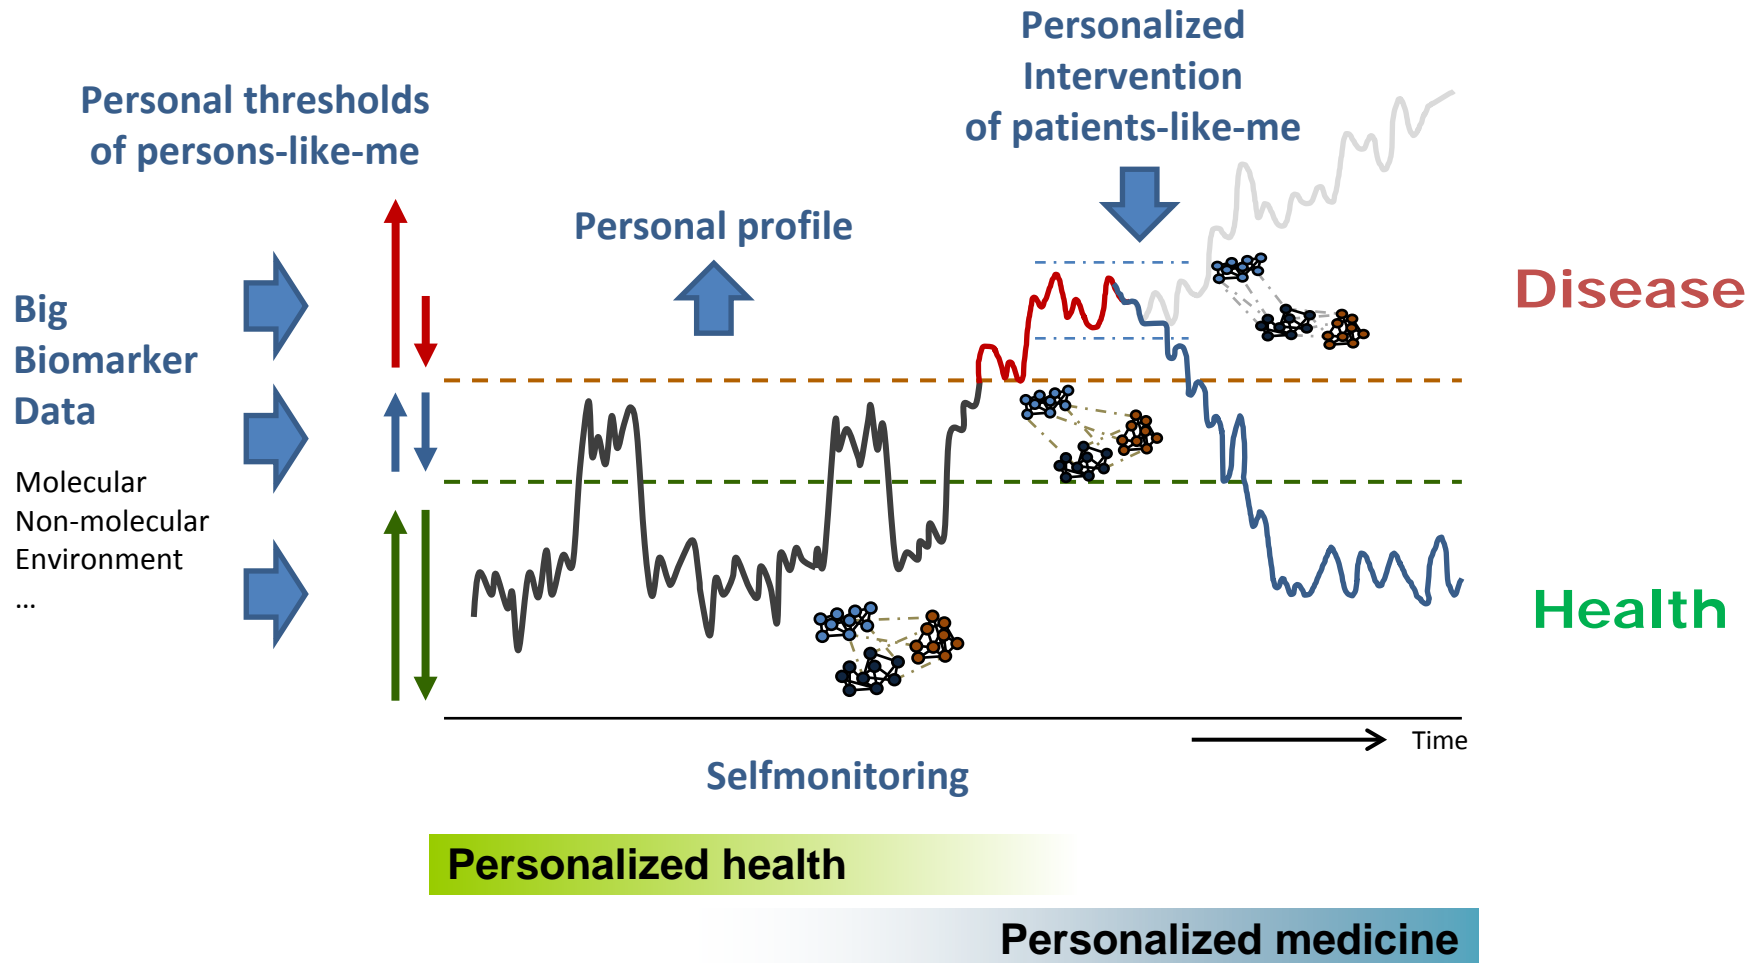 Personalized
Intervention
of patients-like-me
Personal thresholds
of persons-like-me
Personal profile
Big
Biomarker
Data
Molecular
Non-molecular
Environment
...
Disease
Health
Time
Selfmonitoring
Personalized health
Personalized medicine